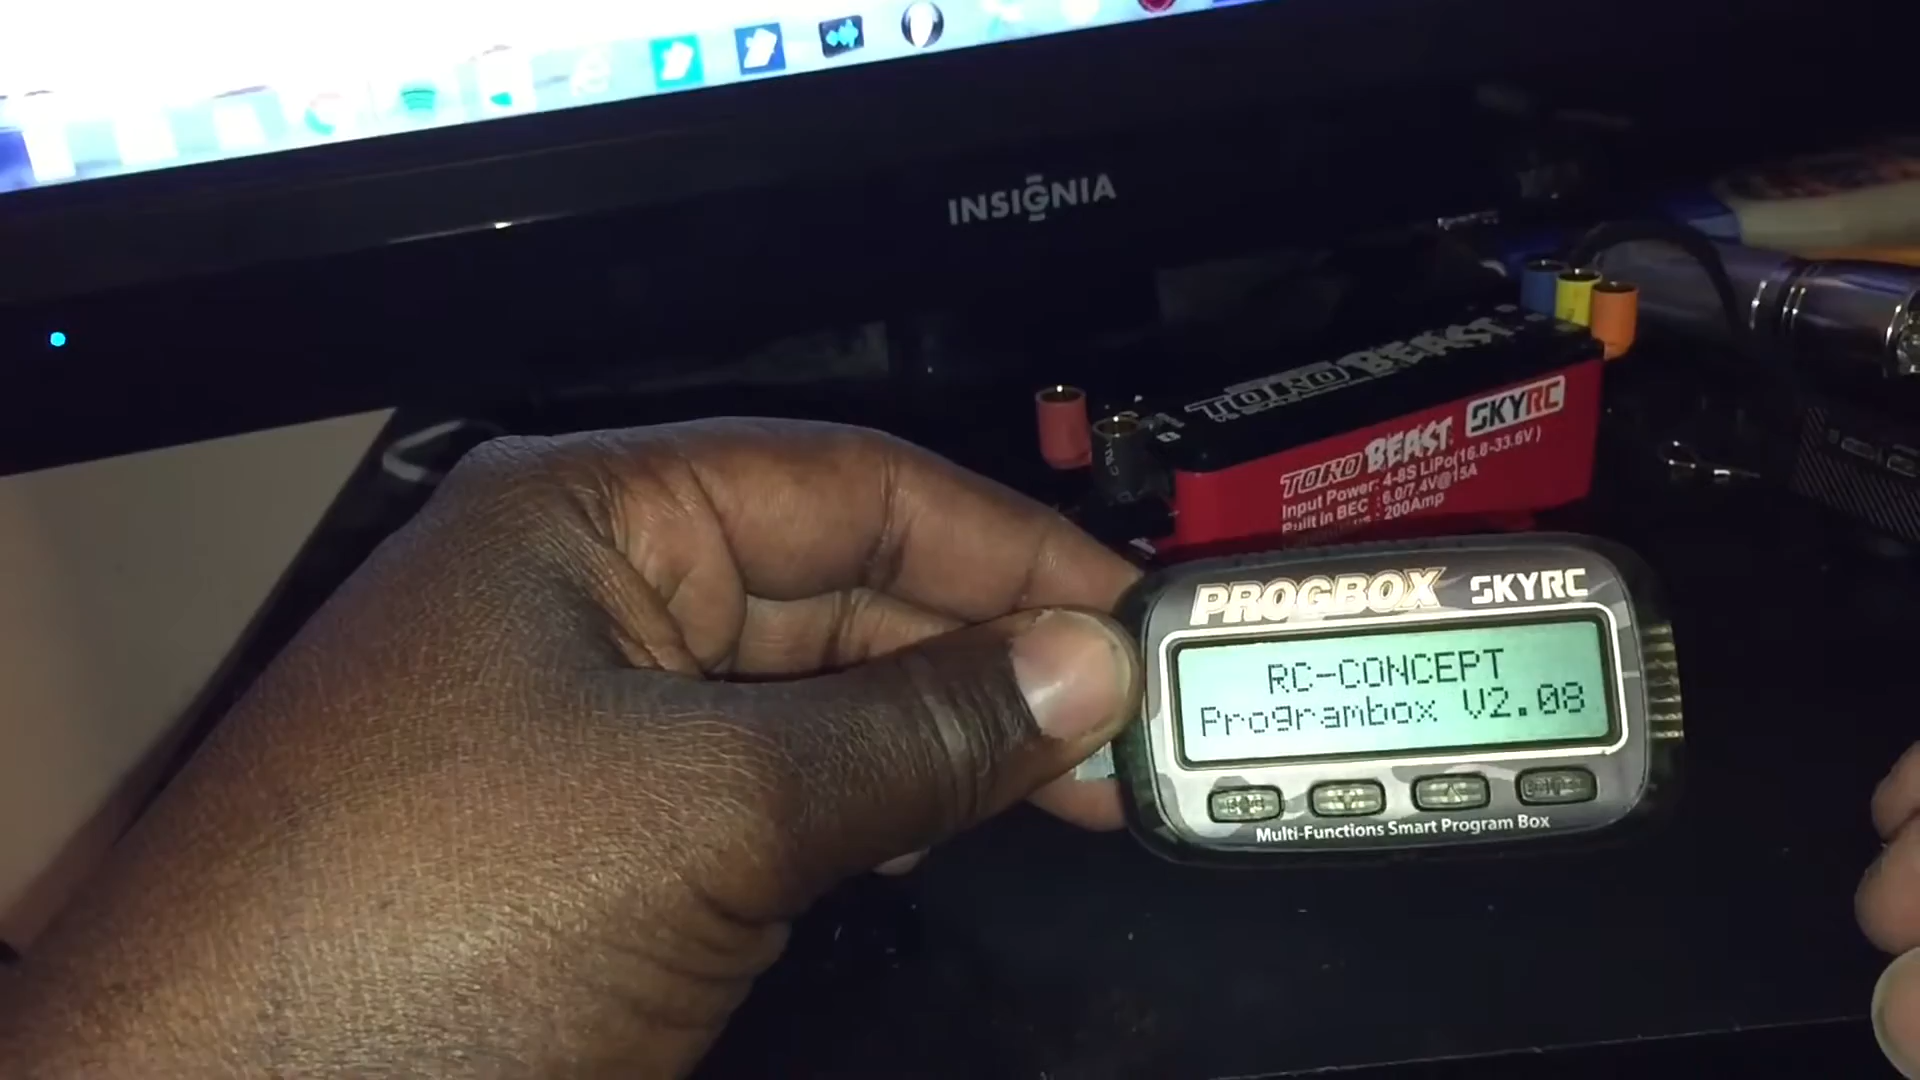 INSIGNIA
TORO BEAST
TORO BEAST SKYRC
Input Power: 4-8S LiPo(16.8-33.6V)
Built in BEC : 6.0/7.4V@15A
: 200Amp
PROGBOX SKYRC
RC-CONCEPT
Programbox V2.08
Multi-Functions Smart Program Box